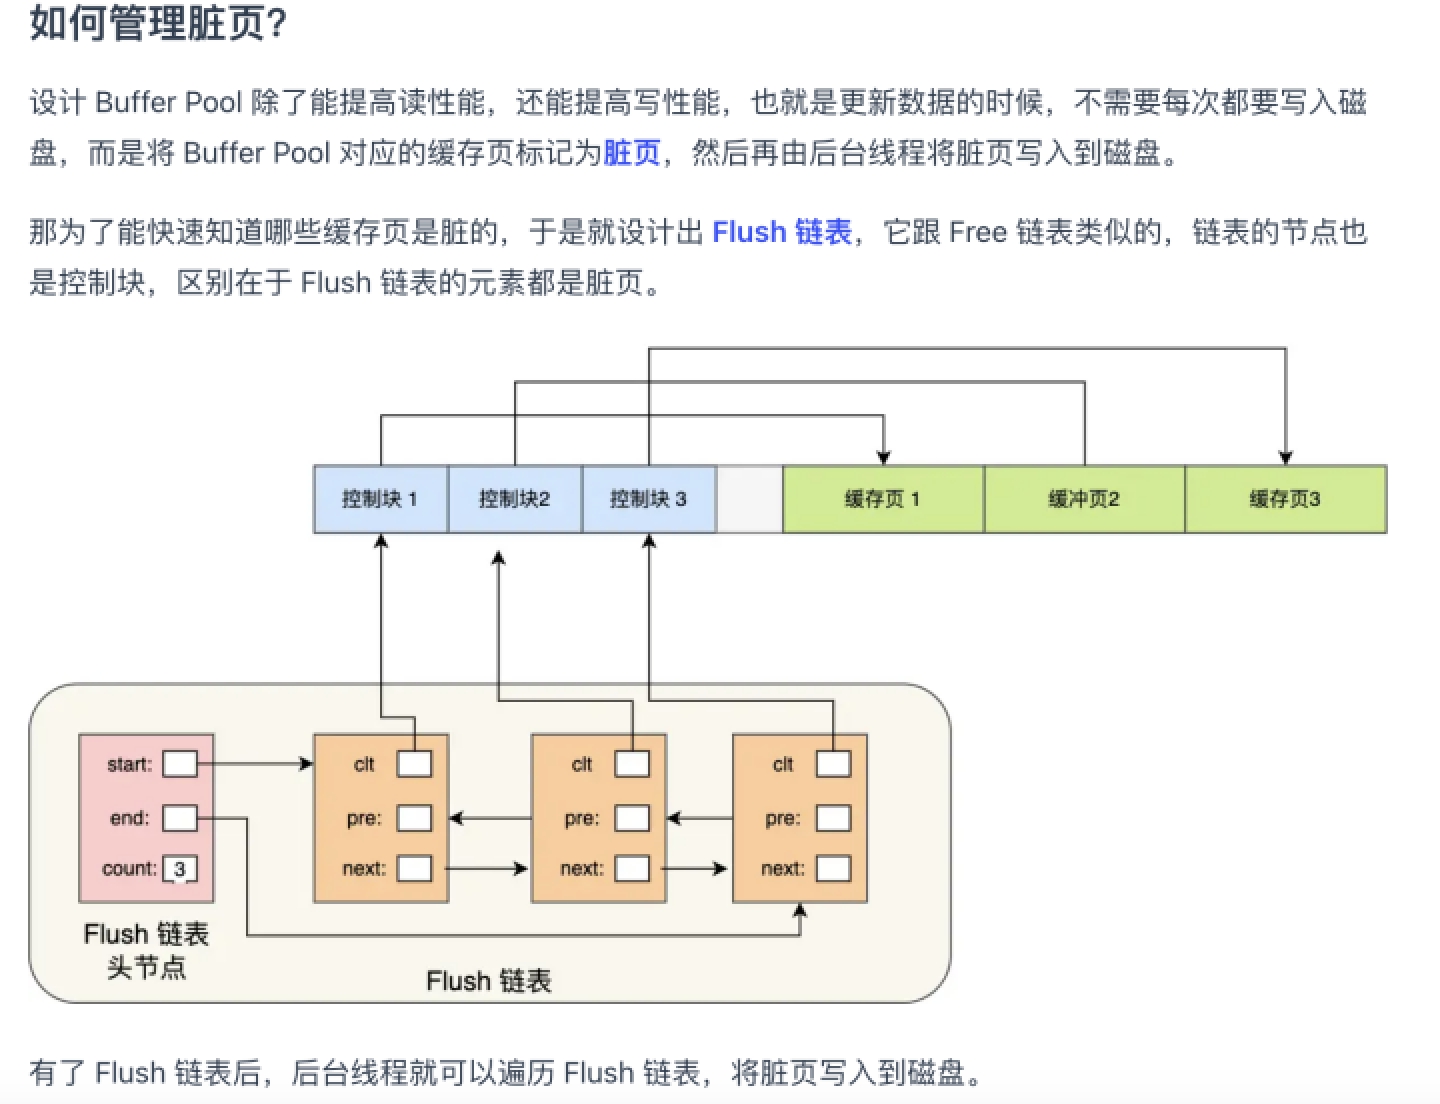 如何管理脏页?
设计 Buffer Pool 除了能提高读性能，还能提高写性能，也就是更新数据的时候，不需要每次都要写入磁
盘，而是将 Buffer Pool 对应的缓存页标记为脏页，然后再由后台线程将脏页写入到磁盘。
那为了能快速知道哪些缓存页是脏的，于是就设计出 Flush 链表，它跟 Free 链表类似的，链表的节点也
是控制块，区别在于 Flush 链表的元素都是脏页。
控制块 1
控制块2
控制块 3
缓存页 1
缓冲页2
缓存页3
start:
end:
count: 3
clt
pre:
next:
clt
pre:
next:
clt
pre:
next:
Flush 链表
头节点
Flush 链表
有了 Flush 链表后，后台线程就可以遍历 Flush 链表，将脏页写入到磁盘。